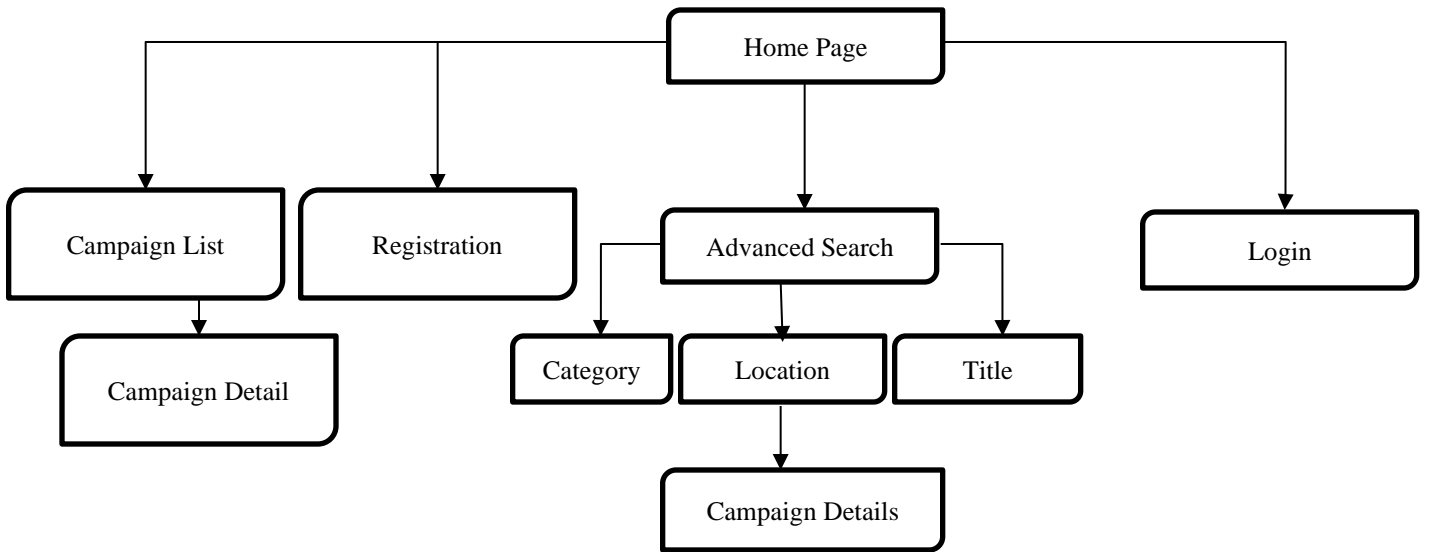 Home Page
Campaign List
Registration
Advanced Search
Login
Category
Location
Title
Campaign Detail
Campaign Details